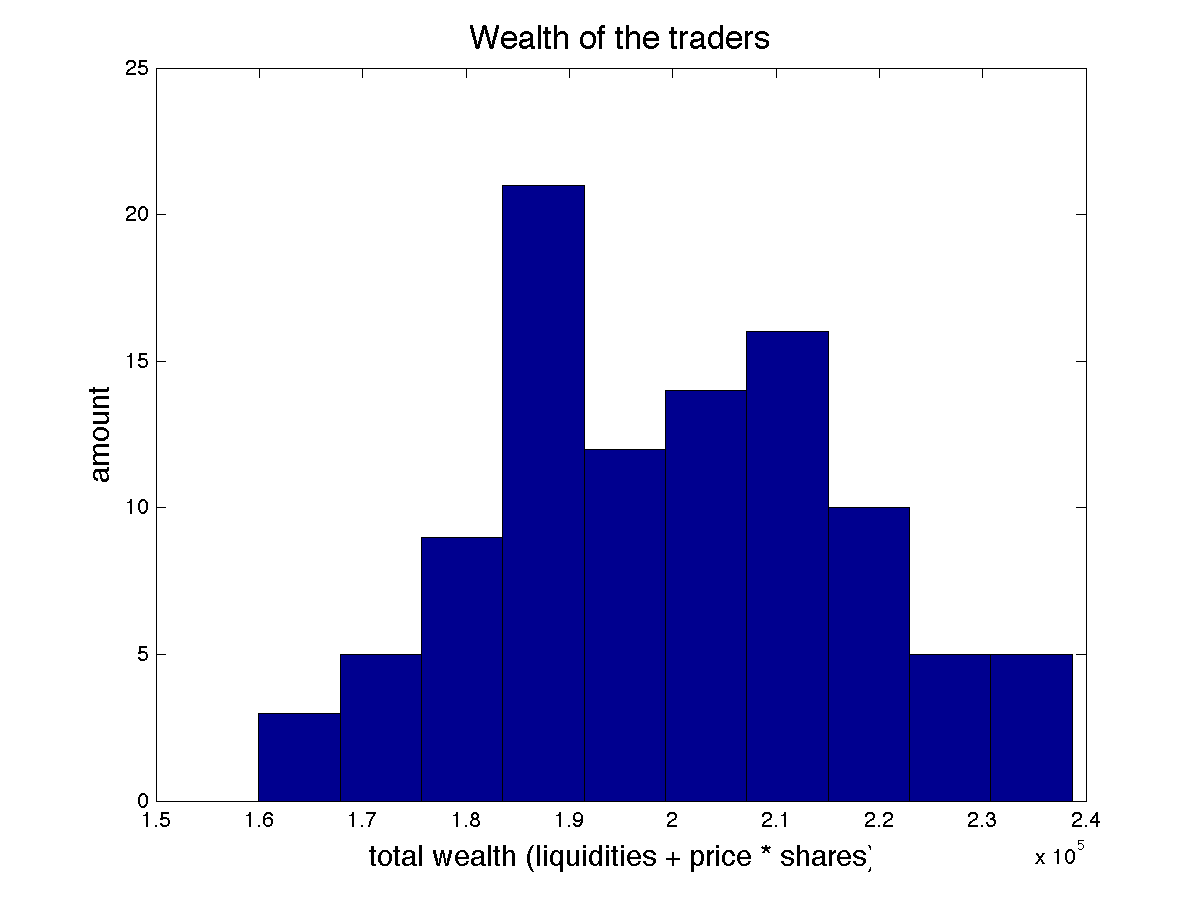 Wealth of the traders
25
20
15
10
5
0
amount
1.5 1.6 1.7 1.8 1.9 2 2.1 2.2 2.3 2.4
x 10^5
total wealth (liquidities + price * shares)